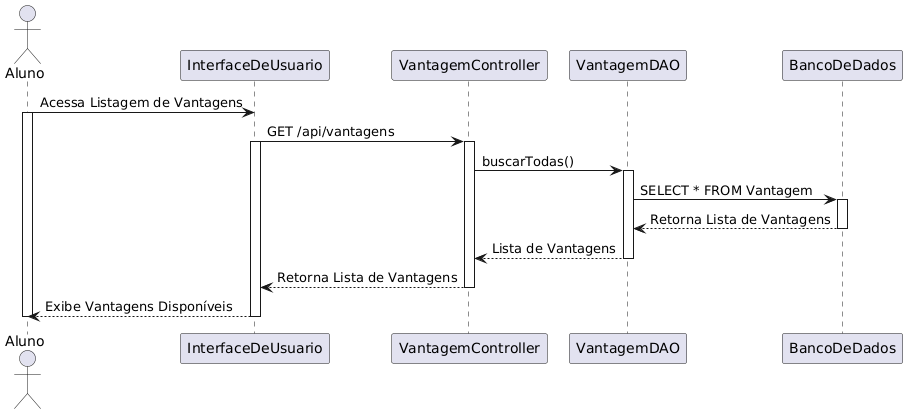 Aluno
InterfaceDeUsuario
VantagemController
VantagemDAO
BancoDeDados
Acessa Listagem de Vantagens
GET /api/vantagens
buscarTodas()
SELECT * FROM Vantagem
Retorna Lista de Vantagens
Lista de Vantagens
Retorna Lista de Vantagens
Exibe Vantagens Disponíveis
Aluno
InterfaceDeUsuario
VantagemController
VantagemDAO
BancoDeDados